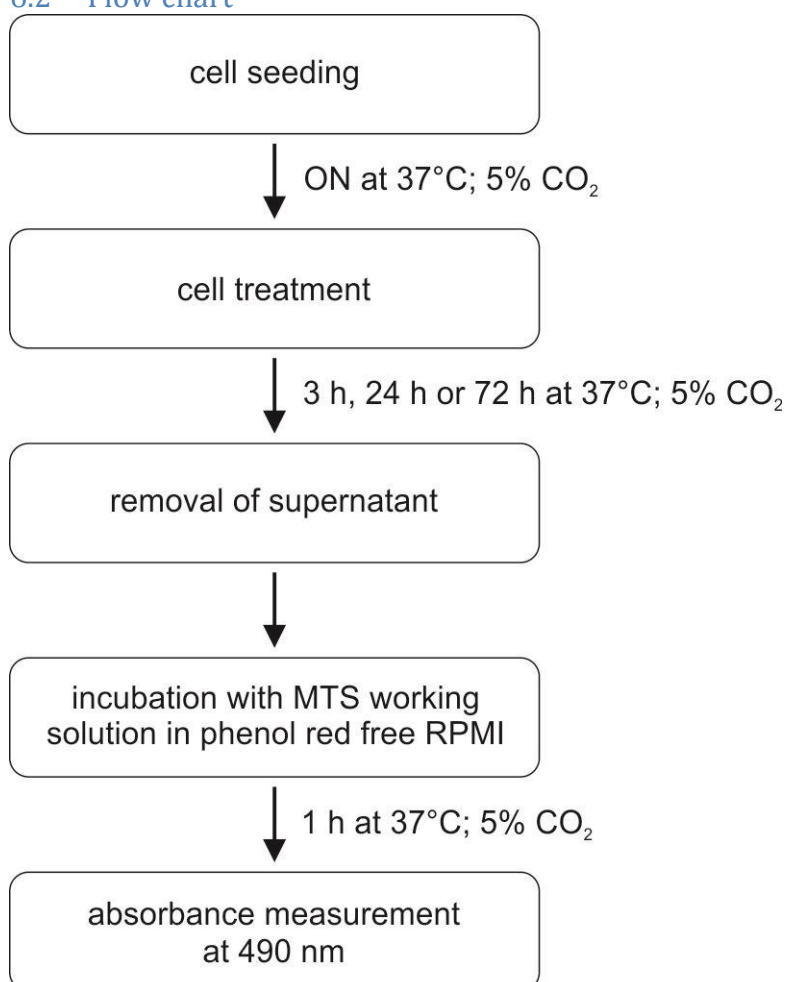 6.2 Flow chart
cell seeding
ON at 37°C; 5% CO₂
cell treatment
3 h, 24 h or 72 h at 37°C; 5% CO₂
removal of supernatant
incubation with MTS working
solution in phenol red free RPMI
1 h at 37°C; 5% CO₂
absorbance measurement
at 490 nm